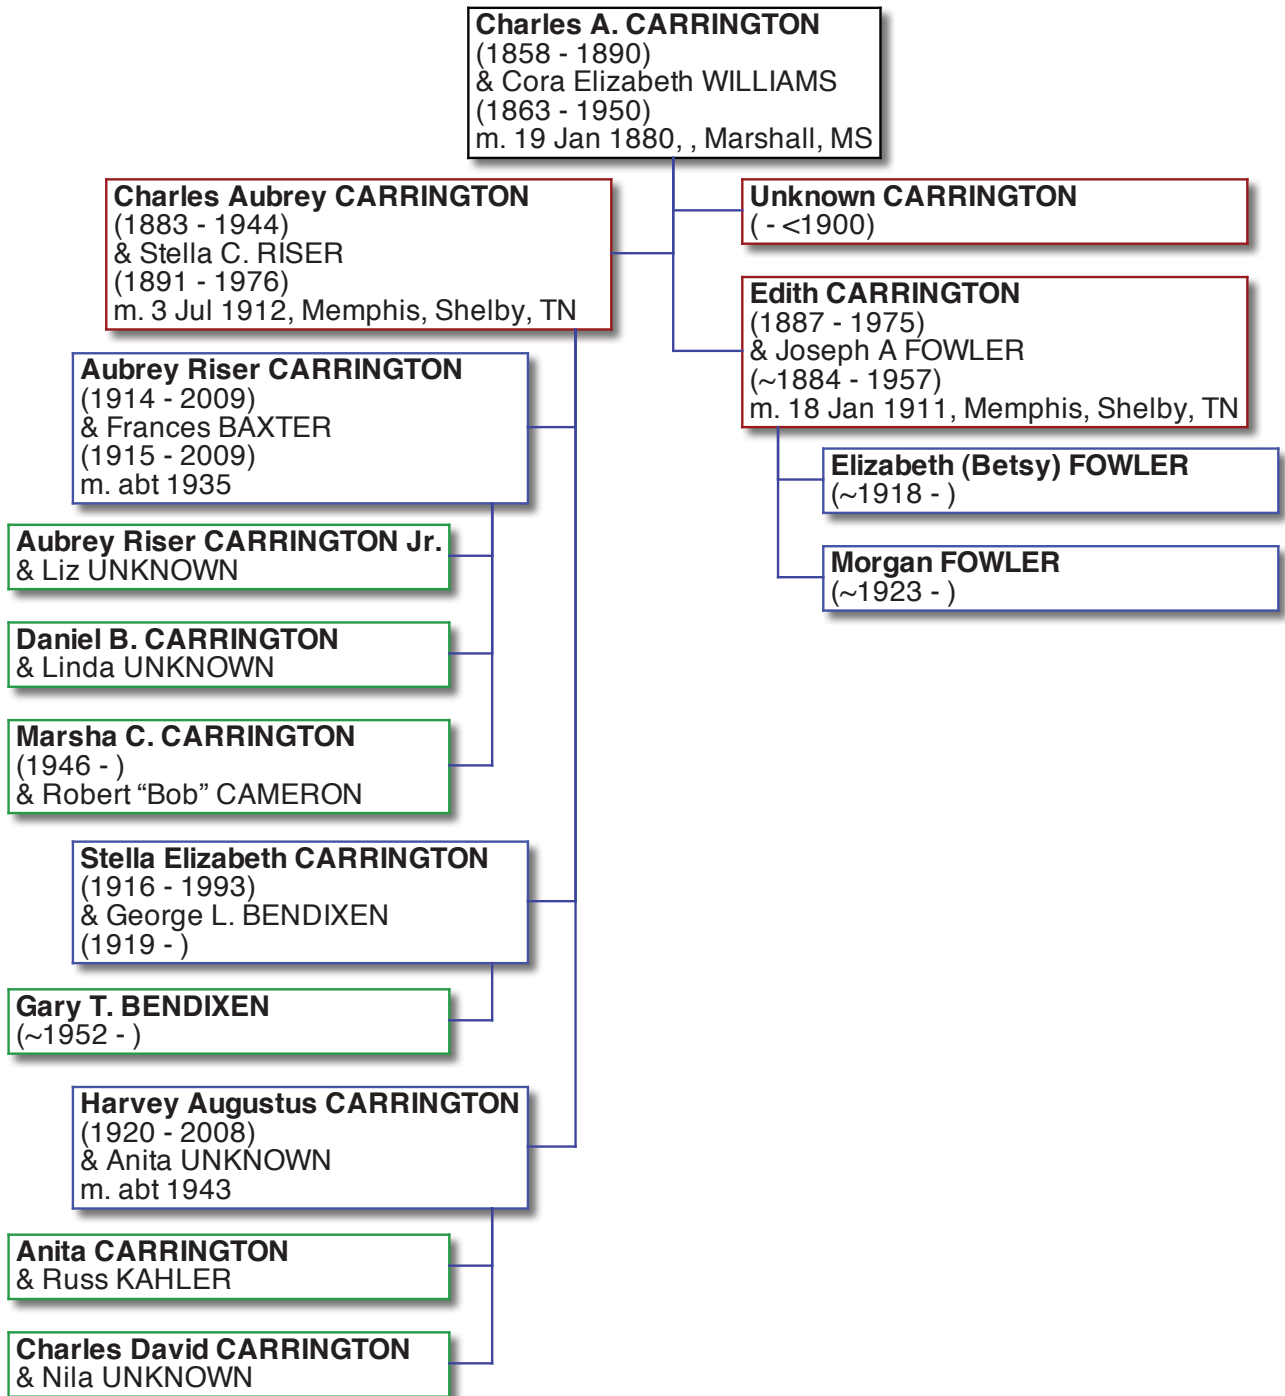 Charles A. CARRINGTON
(1858 - 1890)
& Cora Elizabeth WILLIAMS
(1863 - 1950)
m. 19 Jan 1880, , Marshall, MS
Charles Aubrey CARRINGTON
(1883 - 1944)
& Stella C. RISER
(1891 - 1976)
m. 3 Jul 1912, Memphis, Shelby, TN
Unknown CARRINGTON
( - <1900)
Edith CARRINGTON
(1887 - 1975)
& Joseph A FOWLER
(~1884 - 1957)
m. 18 Jan 1911, Memphis, Shelby, TN
Elizabeth (Betsy) FOWLER
(~1918 - )
Morgan FOWLER
(~1923 - )
Aubrey Riser CARRINGTON
(1914 - 2009)
& Frances BAXTER
(1915 - 2009)
m. abt 1935
Aubrey Riser CARRINGTON Jr.
& Liz UNKNOWN
Daniel B. CARRINGTON
& Linda UNKNOWN
Marsha C. CARRINGTON
(1946 - )
& Robert “Bob” CAMERON
Stella Elizabeth CARRINGTON
(1916 - 1993)
& George L. BENDIXEN
(1919 - )
Gary T. BENDIXEN
(~1952 - )
Harvey Augustus CARRINGTON
(1920 - 2008)
& Anita UNKNOWN
m. abt 1943
Anita CARRINGTON
& Russ KAHLER
Charles David CARRINGTON
& Nila UNKNOWN